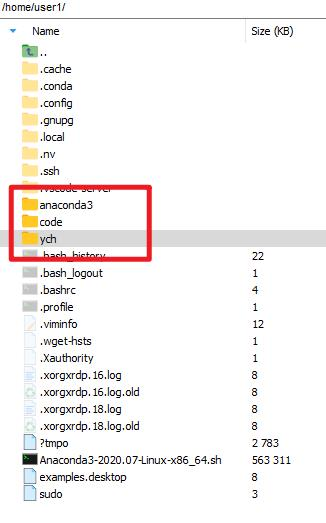 /home/user1/
Name Size (KB)
..
.cache
.conda
.config
.gnupg
.local
.nv
.ssh
.vscode-server
anaconda3
code
ych
.bash_history 22
.bash_logout 1
.bashrc 4
.profile 1
.viminfo 12
.wget-hsts 1
.Xauthority 1
.xorgxrdp.16.log 8
.xorgxrdp.16.log.old 8
.xorgxrdp.18.log 8
.xorgxrdp.18.log.old 8
?tmpo 2 783
Anaconda3-2020.07-Linux-x86_64.sh 563 311
examples.desktop 8
sudo 3